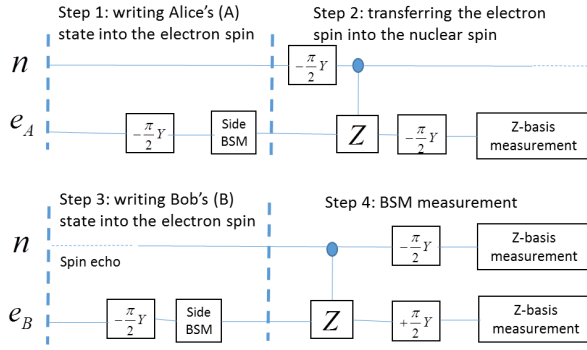 Step 1: writing Alice's (A)
state into the electron spin
Step 2: transferring the electron
spin into the nuclear spin
n
-π/2 Y
e_A
-π/2 Y
Side
BSM
Z
-π/2 Y
Z-basis
measurement
Step 3: writing Bob's (B)
state into the electron spin
Step 4: BSM measurement
n
Spin echo
-π/2 Y
Z-basis
measurement
e_B
-π/2 Y
Side
BSM
Z
+π/2 Y
Z-basis
measurement